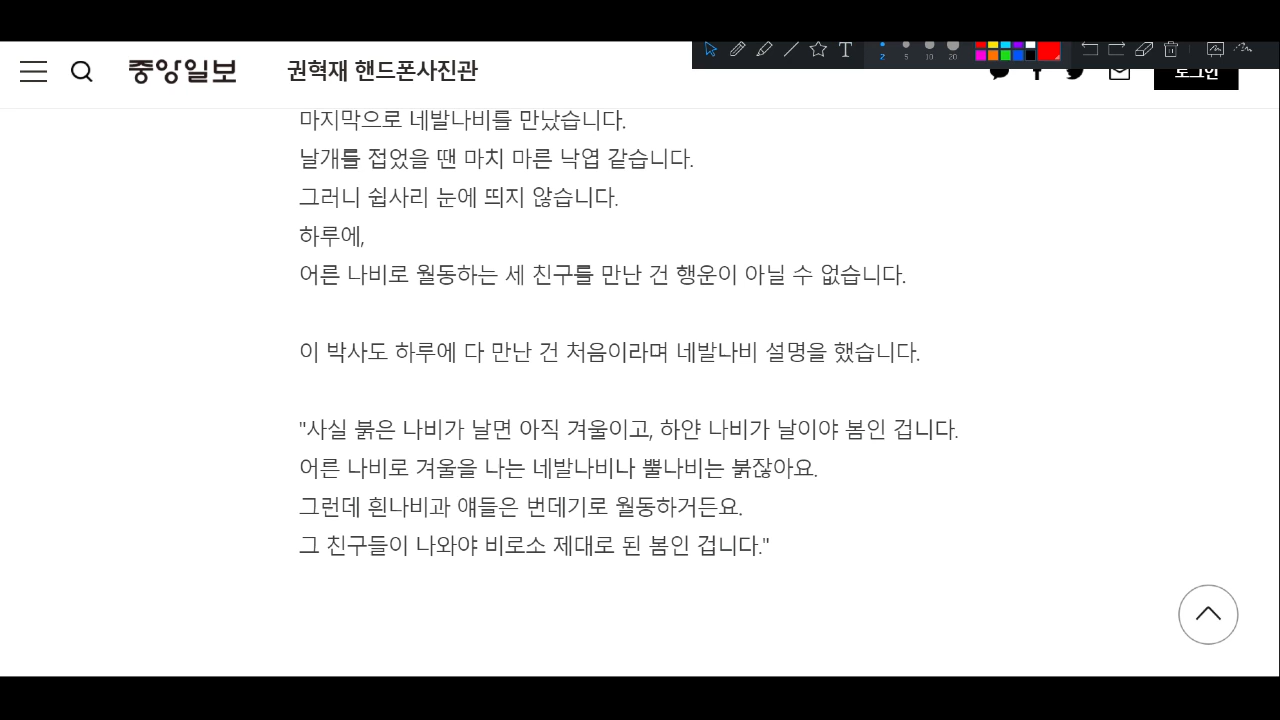 T
2
5
10
20
중앙일보
권혁재 핸드폰사진관
로그인
마지막으로 네발나비를 만났습니다.
날개를 접었을 땐 마치 마른 낙엽 같습니다.
그러니 쉽사리 눈에 띄지 않습니다.
하루에,
어른 나비로 월동하는 세 친구를 만난 건 행운이 아닐 수 없습니다.
이 박사도 하루에 다 만난 건 처음이라며 네발나비 설명을 했습니다.
"사실 붉은 나비가 날면 아직 겨울이고, 하얀 나비가 날이야 봄인 겁니다.
어른 나비로 겨울을 나는 네발나비나 뿔나비는 붉잖아요.
그런데 흰나비과 얘들은 번데기로 월동하거든요.
그 친구들이 나와야 비로소 제대로 된 봄인 겁니다."